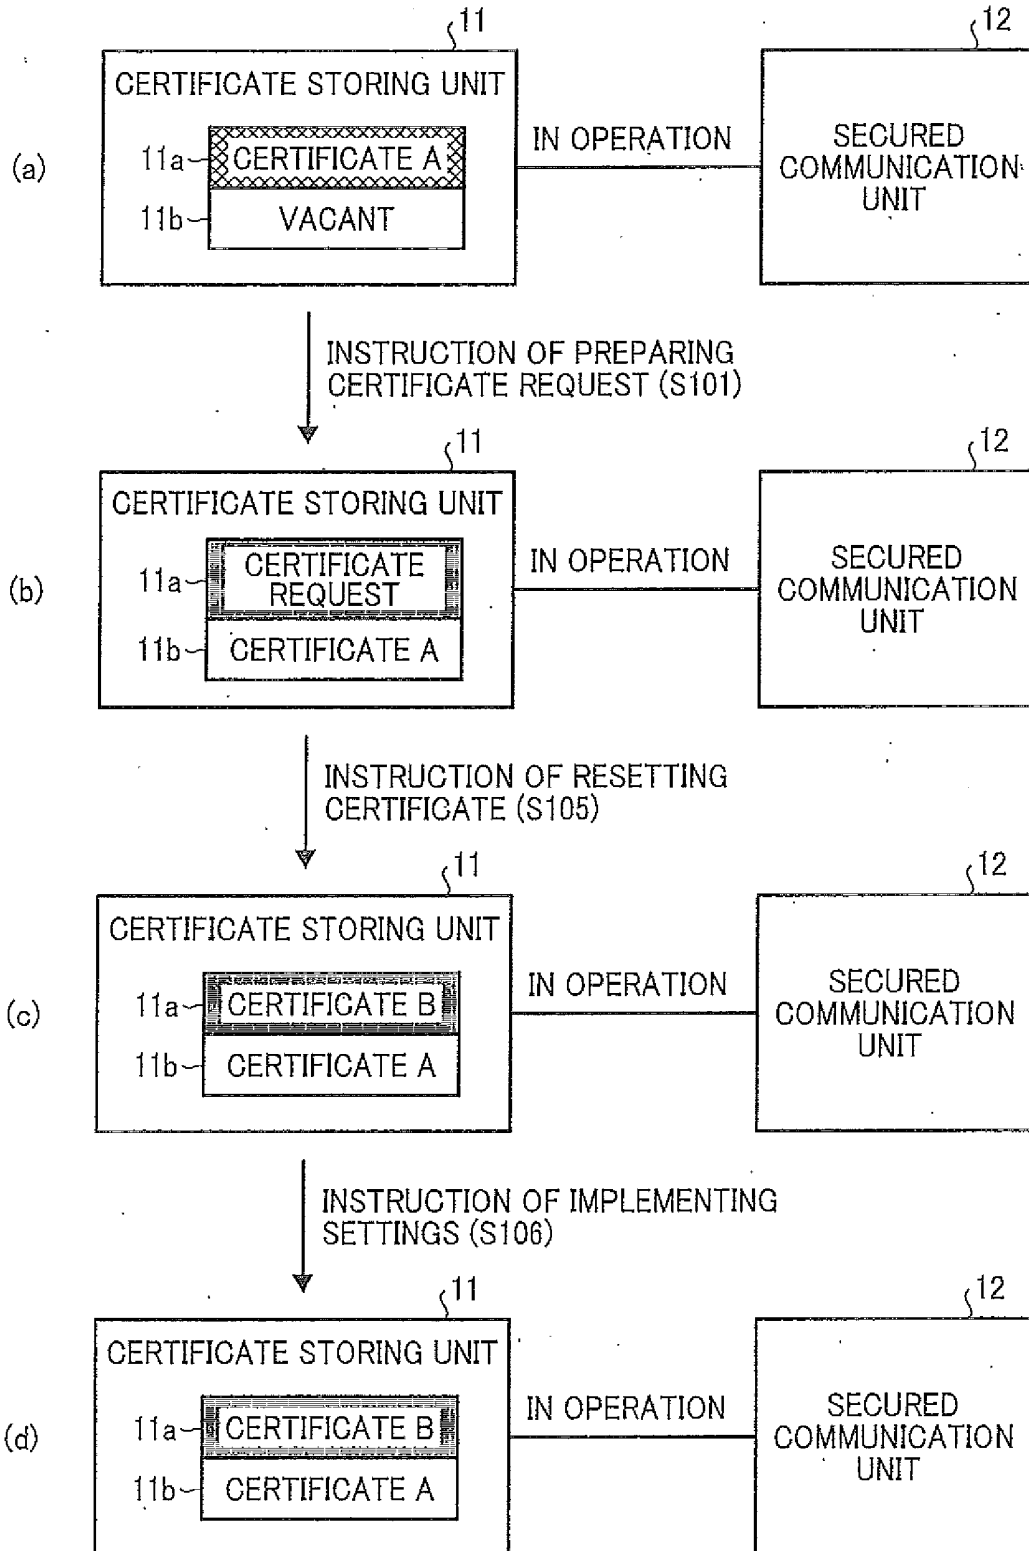 11
12
CERTIFICATE STORING UNIT
(a)
11a
CERTIFICATE A
11b
VACANT
IN OPERATION
SECURED
COMMUNICATION
UNIT
INSTRUCTION OF PREPARING
CERTIFICATE REQUEST (S101)
11
12
CERTIFICATE STORING UNIT
(b)
11a
CERTIFICATE
REQUEST
11b
CERTIFICATE A
IN OPERATION
SECURED
COMMUNICATION
UNIT
INSTRUCTION OF RESETTING
CERTIFICATE (S105)
11
12
CERTIFICATE STORING UNIT
(c)
11a
CERTIFICATE B
11b
CERTIFICATE A
IN OPERATION
SECURED
COMMUNICATION
UNIT
INSTRUCTION OF IMPLEMENTING
SETTINGS (S106)
11
12
CERTIFICATE STORING UNIT
(d)
11a
CERTIFICATE B
11b
CERTIFICATE A
IN OPERATION
SECURED
COMMUNICATION
UNIT